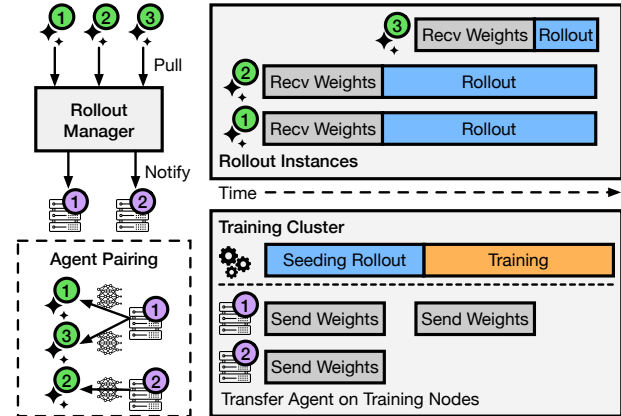 1 2 3
Pull
Rollout
Manager
Notify
1 2
Agent Pairing
1
1
3
2
2
3 Recv Weights Rollout
2 Recv Weights Rollout
1 Recv Weights Rollout
Rollout Instances
Time
Training Cluster
Seeding Rollout Training
1 Send Weights Send Weights
2 Send Weights
Transfer Agent on Training Nodes